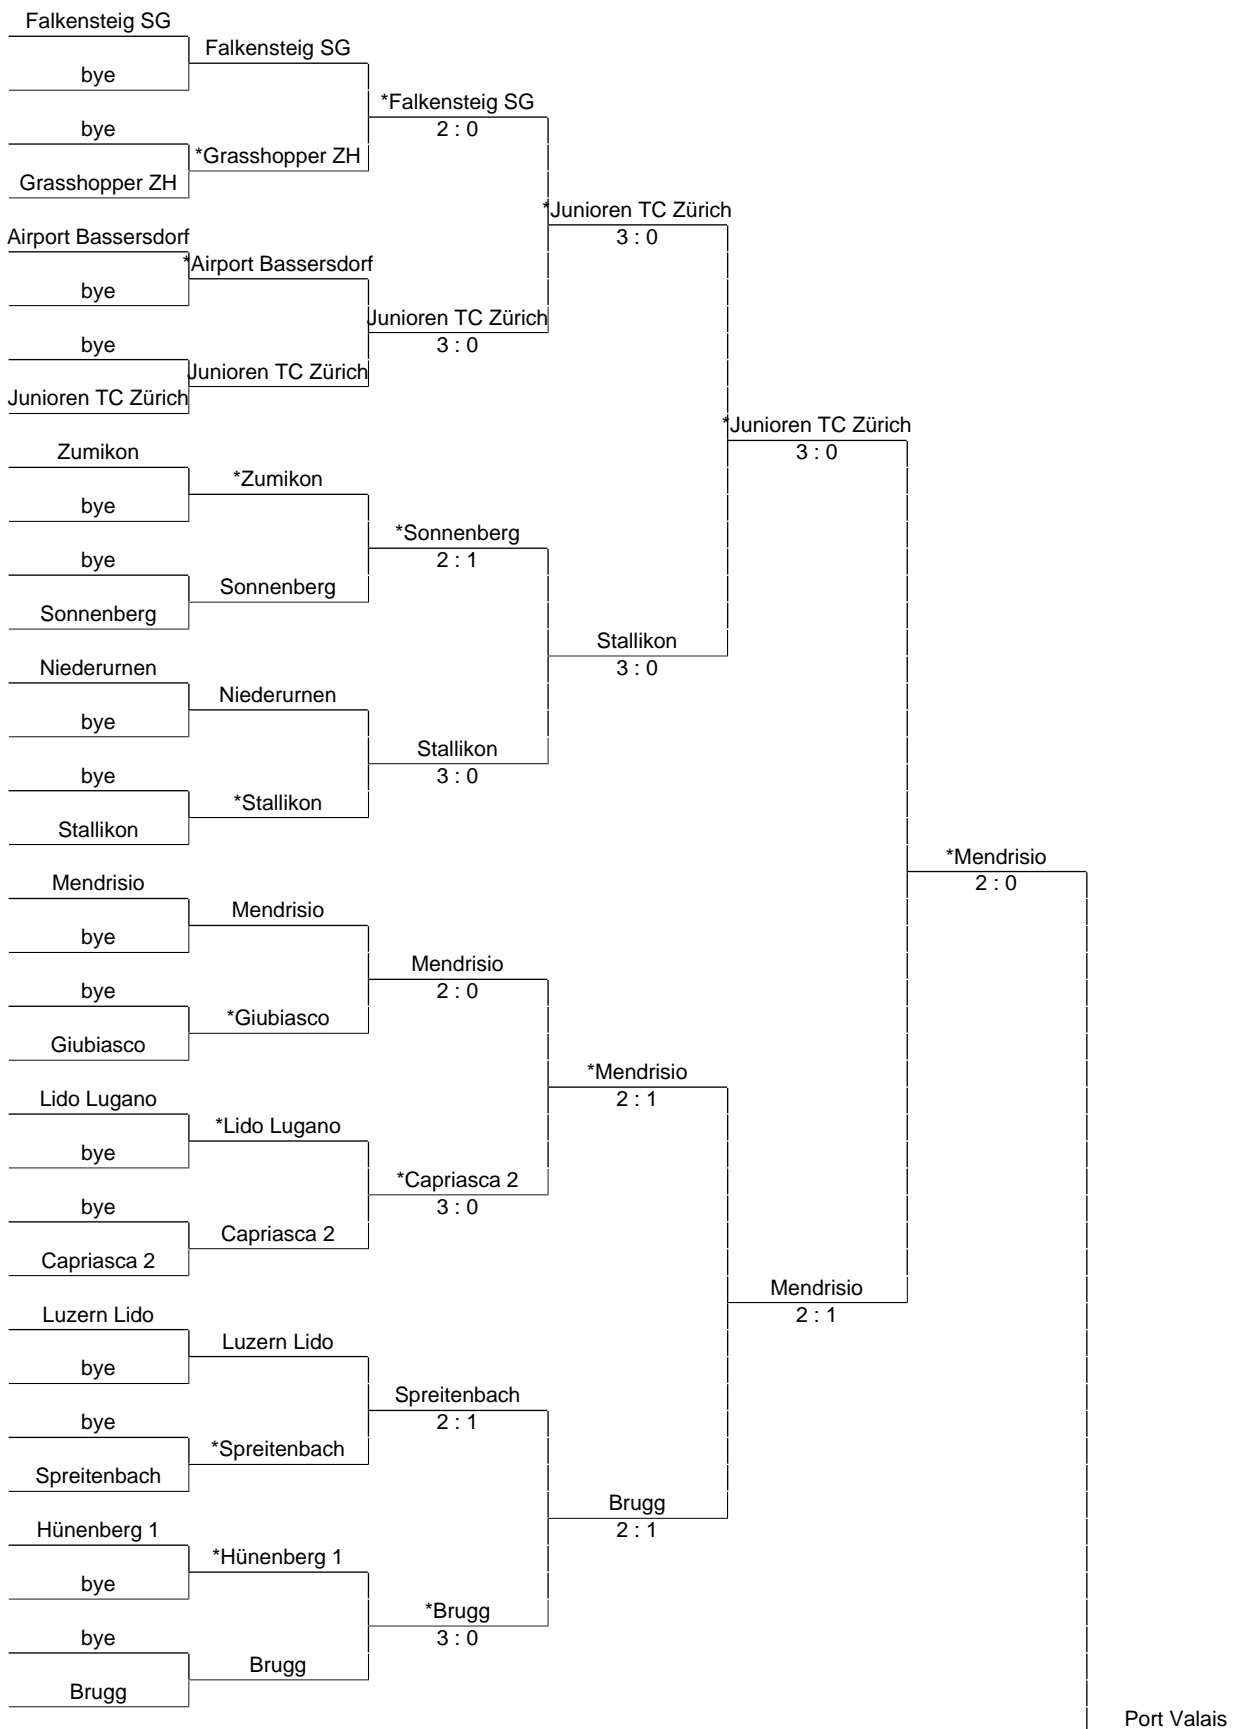 Falkensteig SG
Falkensteig SG
bye
*Falkensteig SG
bye
2 : 0
*Grasshopper ZH
Grasshopper ZH
*Junioren TC Zürich
Airport Bassersdorf
3 : 0
*Airport Bassersdorf
bye
Junioren TC Zürich
bye
3 : 0
Junioren TC Zürich
Junioren TC Zürich
*Junioren TC Zürich
Zumikon
3 : 0
*Zumikon
bye
*Sonnenberg
bye
2 : 1
Sonnenberg
Sonnenberg
Stallikon
Niederurnen
3 : 0
Niederurnen
bye
Stallikon
bye
3 : 0
*Stallikon
Stallikon
*Mendrisio
Mendrisio
2 : 0
Mendrisio
bye
Mendrisio
bye
2 : 0
*Giubiasco
Giubiasco
*Mendrisio
Lido Lugano
2 : 1
*Lido Lugano
bye
*Capriasca 2
bye
3 : 0
Capriasca 2
Capriasca 2
Mendrisio
Luzern Lido
2 : 1
Luzern Lido
bye
Spreitenbach
bye
2 : 1
*Spreitenbach
Spreitenbach
Brugg
Hünenberg 1
2 : 1
*Hünenberg 1
bye
*Brugg
bye
3 : 0
Brugg
Brugg
Port Valais